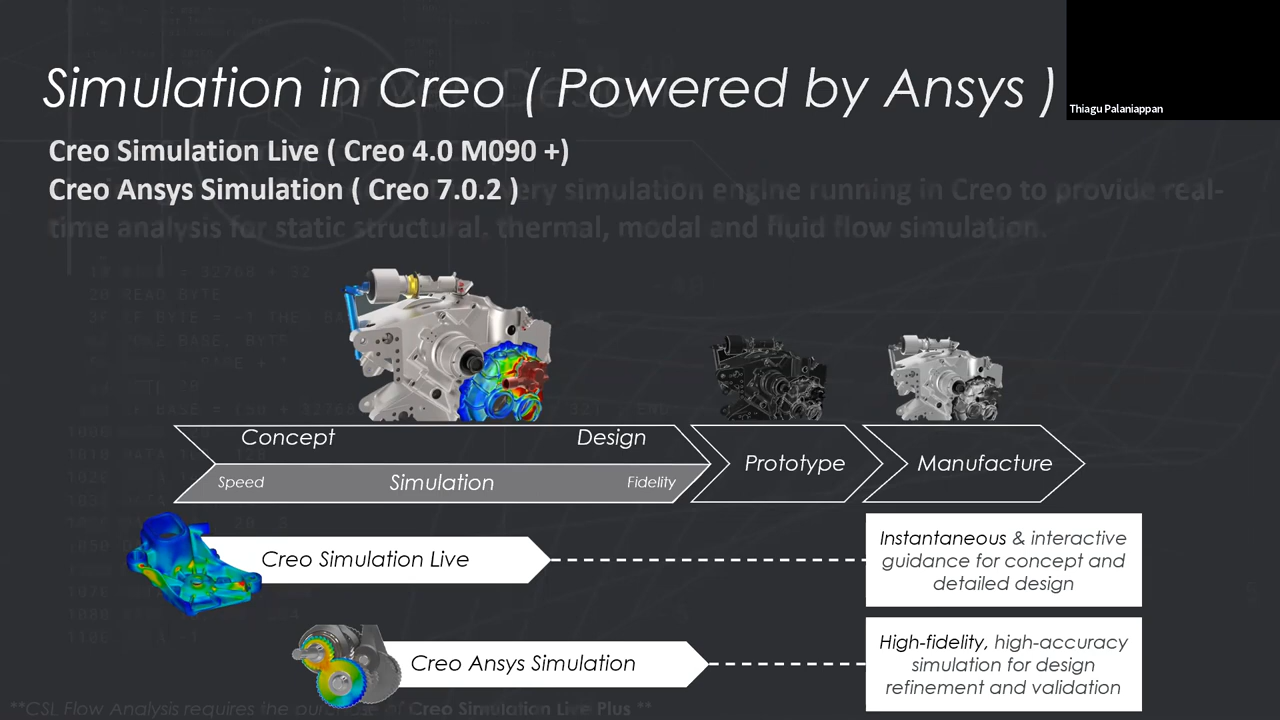 Simulation in Creo ( Powered by Ansys )
Thiagu Palaniappan
Creo Simulation Live ( Creo 4.0 M090 +)
Creo Ansys Simulation ( Creo 7.0.2 )
ery simulation engine running in Creo to provide real-
time analysis for static structural, thermal, modal and fluid flow simulation.
Concept
Design
Speed
Simulation
Fidelity
Prototype
Manufacture
Creo Simulation Live
Instantaneous & interactive
guidance for concept and
detailed design
Creo Ansys Simulation
High-fidelity, high-accuracy
simulation for design
refinement and validation
**CSL Flow Analysis requires the purchase of Creo Simulation Live Plus **